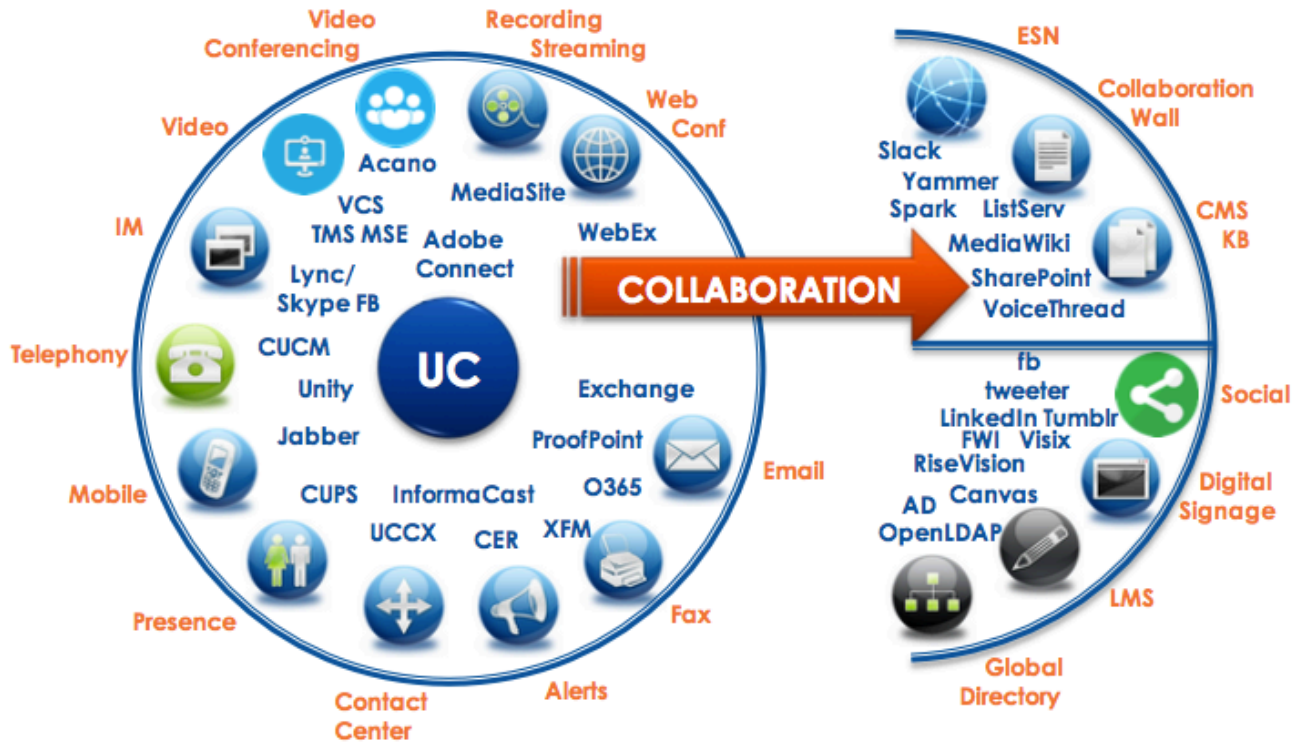 Video
Conferencing
Recording
Streaming
Video
Web
Conf
IM
Acano
MediaSite
VCS
TMS MSE
Adobe
Connect
WebEx
Lync/
Skype FB
Telephony
CUCM
UC
Unity
Exchange
Jabber
ProofPoint
Mobile
CUPS
InformaCast
O365
Email
UCCX
CER
XFM
Presence
Fax
Contact
Center
Alerts
COLLABORATION
ESN
Collaboration
Wall
Slack
Yammer
Spark
ListServ
CMS
KB
MediaWiki
SharePoint
VoiceThread
fb
tweeter
Social
LinkedIn Tumblr
FWI Visix
RiseVision
Digital
Signage
Canvas
AD
OpenLDAP
LMS
Global
Directory